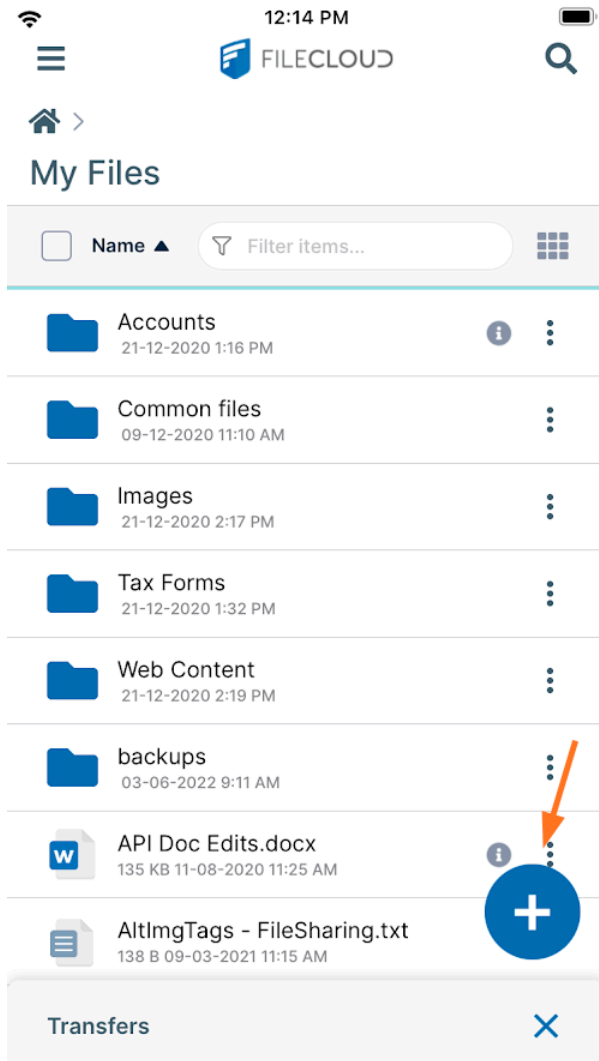 12:14 PM
FILECLOUD
My Files
Name
Filter items...
Accounts
21-12-2020 1:16 PM
Common files
09-12-2020 11:10 AM
Images
21-12-2020 2:17 PM
Tax Forms
21-12-2020 1:32 PM
Web Content
21-12-2020 2:19 PM
backups
03-06-2022 9:11 AM
W
API Doc Edits.docx
135 KB 11-08-2020 11:25 AM
AltImgTags - FileSharing.txt
138 B 09-03-2021 11:15 AM
Transfers